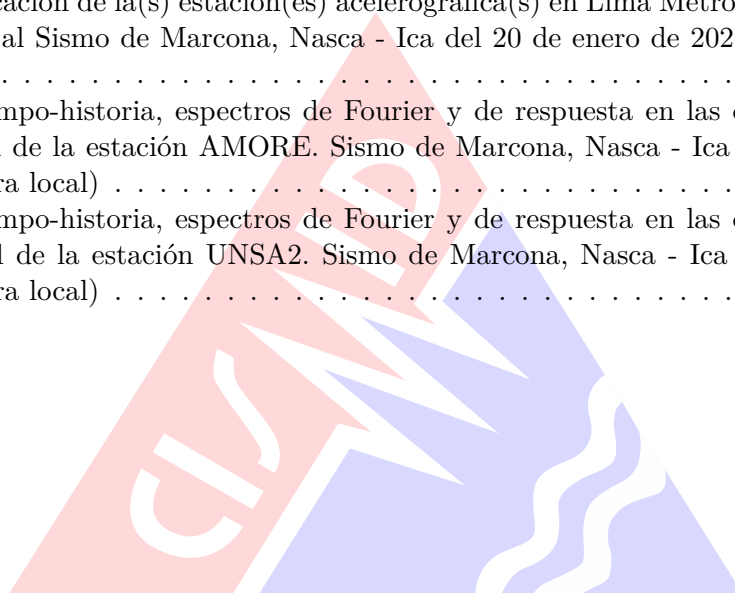 cación de la(s) estación(es) acelerográfica(s) en Lima Metro
al Sismo de Marcona, Nasca - Ica del 20 de enero de 202
. . . . . . . . . . . . . . . . . . . . . . . . . . . . . . . . . . . . . . . .
mpo-historia, espectros de Fourier y de respuesta en las
de la estación AMORE. Sismo de Marcona, Nasca - Ica
ra local) . . . . . . . . . . . . . . . . . . . . . . . . . . . .
mpo-historia, espectros de Fourier y de respuesta en las
l de la estación UNSA2. Sismo de Marcona, Nasca - Ica
ra local) . . . . . . . . . . . . . . . . . . . . . . . . . . . .
CISMID